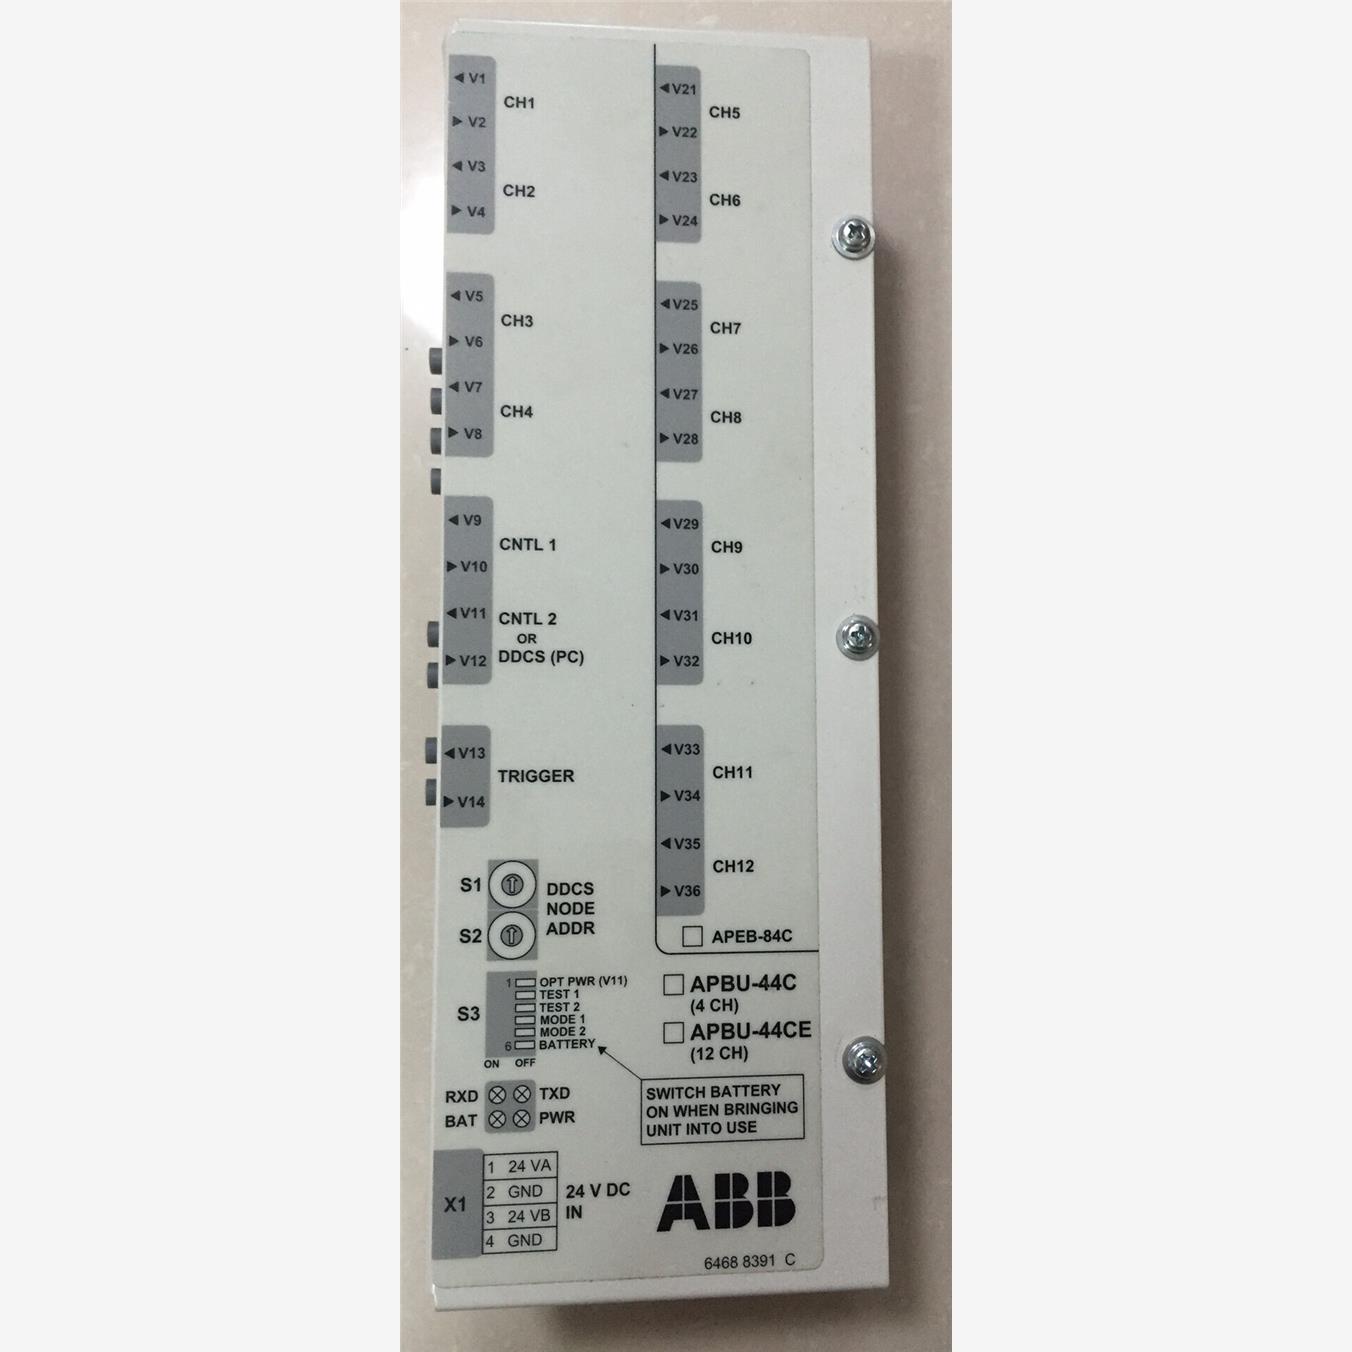 ◄ V1
CH1
► V2
◄ V3
CH2
► V4
◄ V5
CH3
► V6
◄ V7
CH4
► V8
◄ V9
CNTL 1
► V10
◄ V11
CNTL 2
OR
DDCS (PC)
► V12
◄ V13
TRIGGER
► V14
◄ V21
CH5
► V22
◄ V23
CH6
► V24
◄ V25
CH7
► V26
◄ V27
CH8
► V28
◄ V29
CH9
► V30
◄ V31
CH10
► V32
◄ V33
CH11
► V34
◄ V35
CH12
► V36
APEB-84C
S1
S2
DDCS
NODE
ADDR
S3
1 OPT PWR (V11)
TEST 1
TEST 2
MODE 1
MODE 2
6 BATTERY
ON OFF
APBU-44C
(4 CH)
APBU-44CE
(12 CH)
SWITCH BATTERY
ON WHEN BRINGING
UNIT INTO USE
RXD TXD
BAT PWR
X1
1 24 VA
2 GND
3 24 VB
4 GND
24 V DC
IN
ABB
6468 8391 C